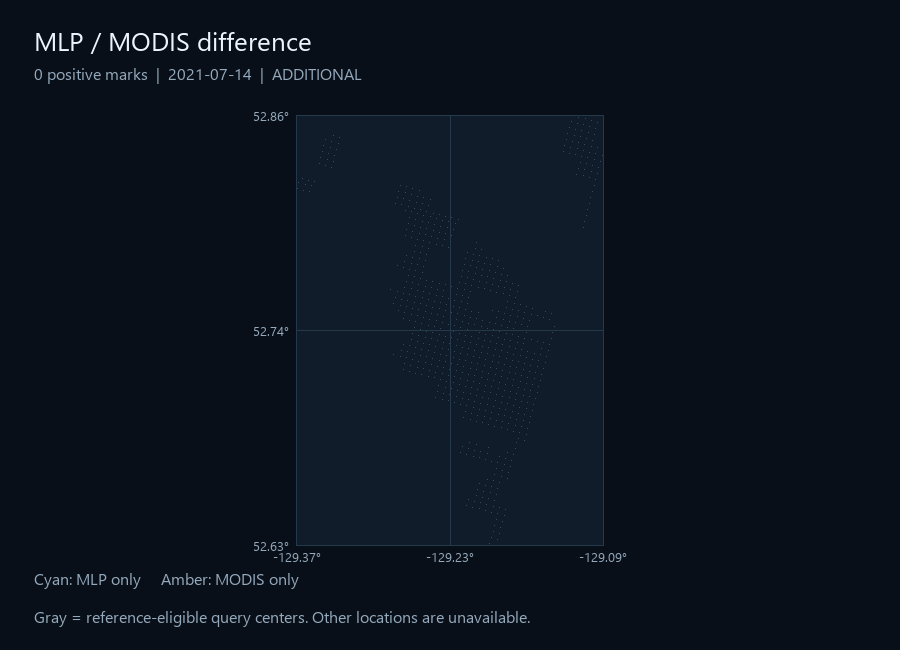 MLP / MODIS difference
0 positive marks | 2021-07-14 | ADDITIONAL
52.86°
52.74°
52.63°
-129.37° -129.23° -129.09°
Cyan: MLP only Amber: MODIS only
Gray = reference-eligible query centers. Other locations are unavailable.